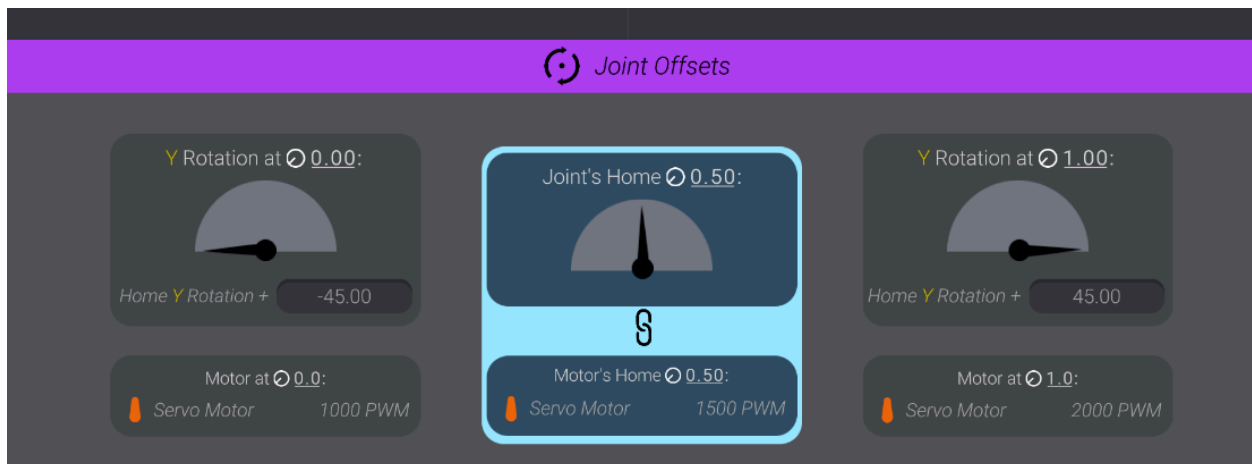 Joint Offsets
Y Rotation at 0.00:
Home Y Rotation + -45.00
Motor at 0.0:
Servo Motor 1000 PWM
Joint's Home 0.50:
Motor's Home 0.50:
Servo Motor 1500 PWM
Y Rotation at 1.00:
Home Y Rotation + 45.00
Motor at 1.0:
Servo Motor 2000 PWM